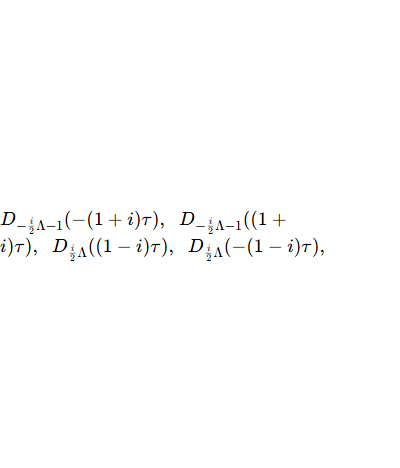 $D_{-\frac{i}{2}\Lambda-1}(-(1+i)\tau),\ \ D_{-\frac{i}{2}\Lambda-1}((1+$
$i)\tau),\ \ D_{\frac{i}{2}\Lambda}((1-i)\tau),\ \ D_{\frac{i}{2}\Lambda}(-(1-i)\tau),$